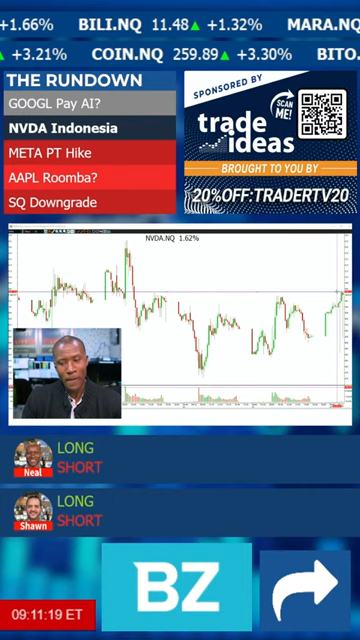 +1.66% BILI.NQ 11.48▲ +1.32% MARA.NQ
▲ +3.21% COIN.NQ 259.89▲ +3.30% BITO.
THE RUNDOWN
GOOGL Pay AI?
NVDA Indonesia
META PT Hike
AAPL Roomba?
SQ Downgrade
SPONSORED BY
SCAN ME!
trade
ideas
BROUGHT TO YOU BY
20%OFF:TRADERTV20
NVDA.NQ 1.62%
LONG
SHORT
Neal
LONG
SHORT
Shawn
BZ
09:11:19 ET